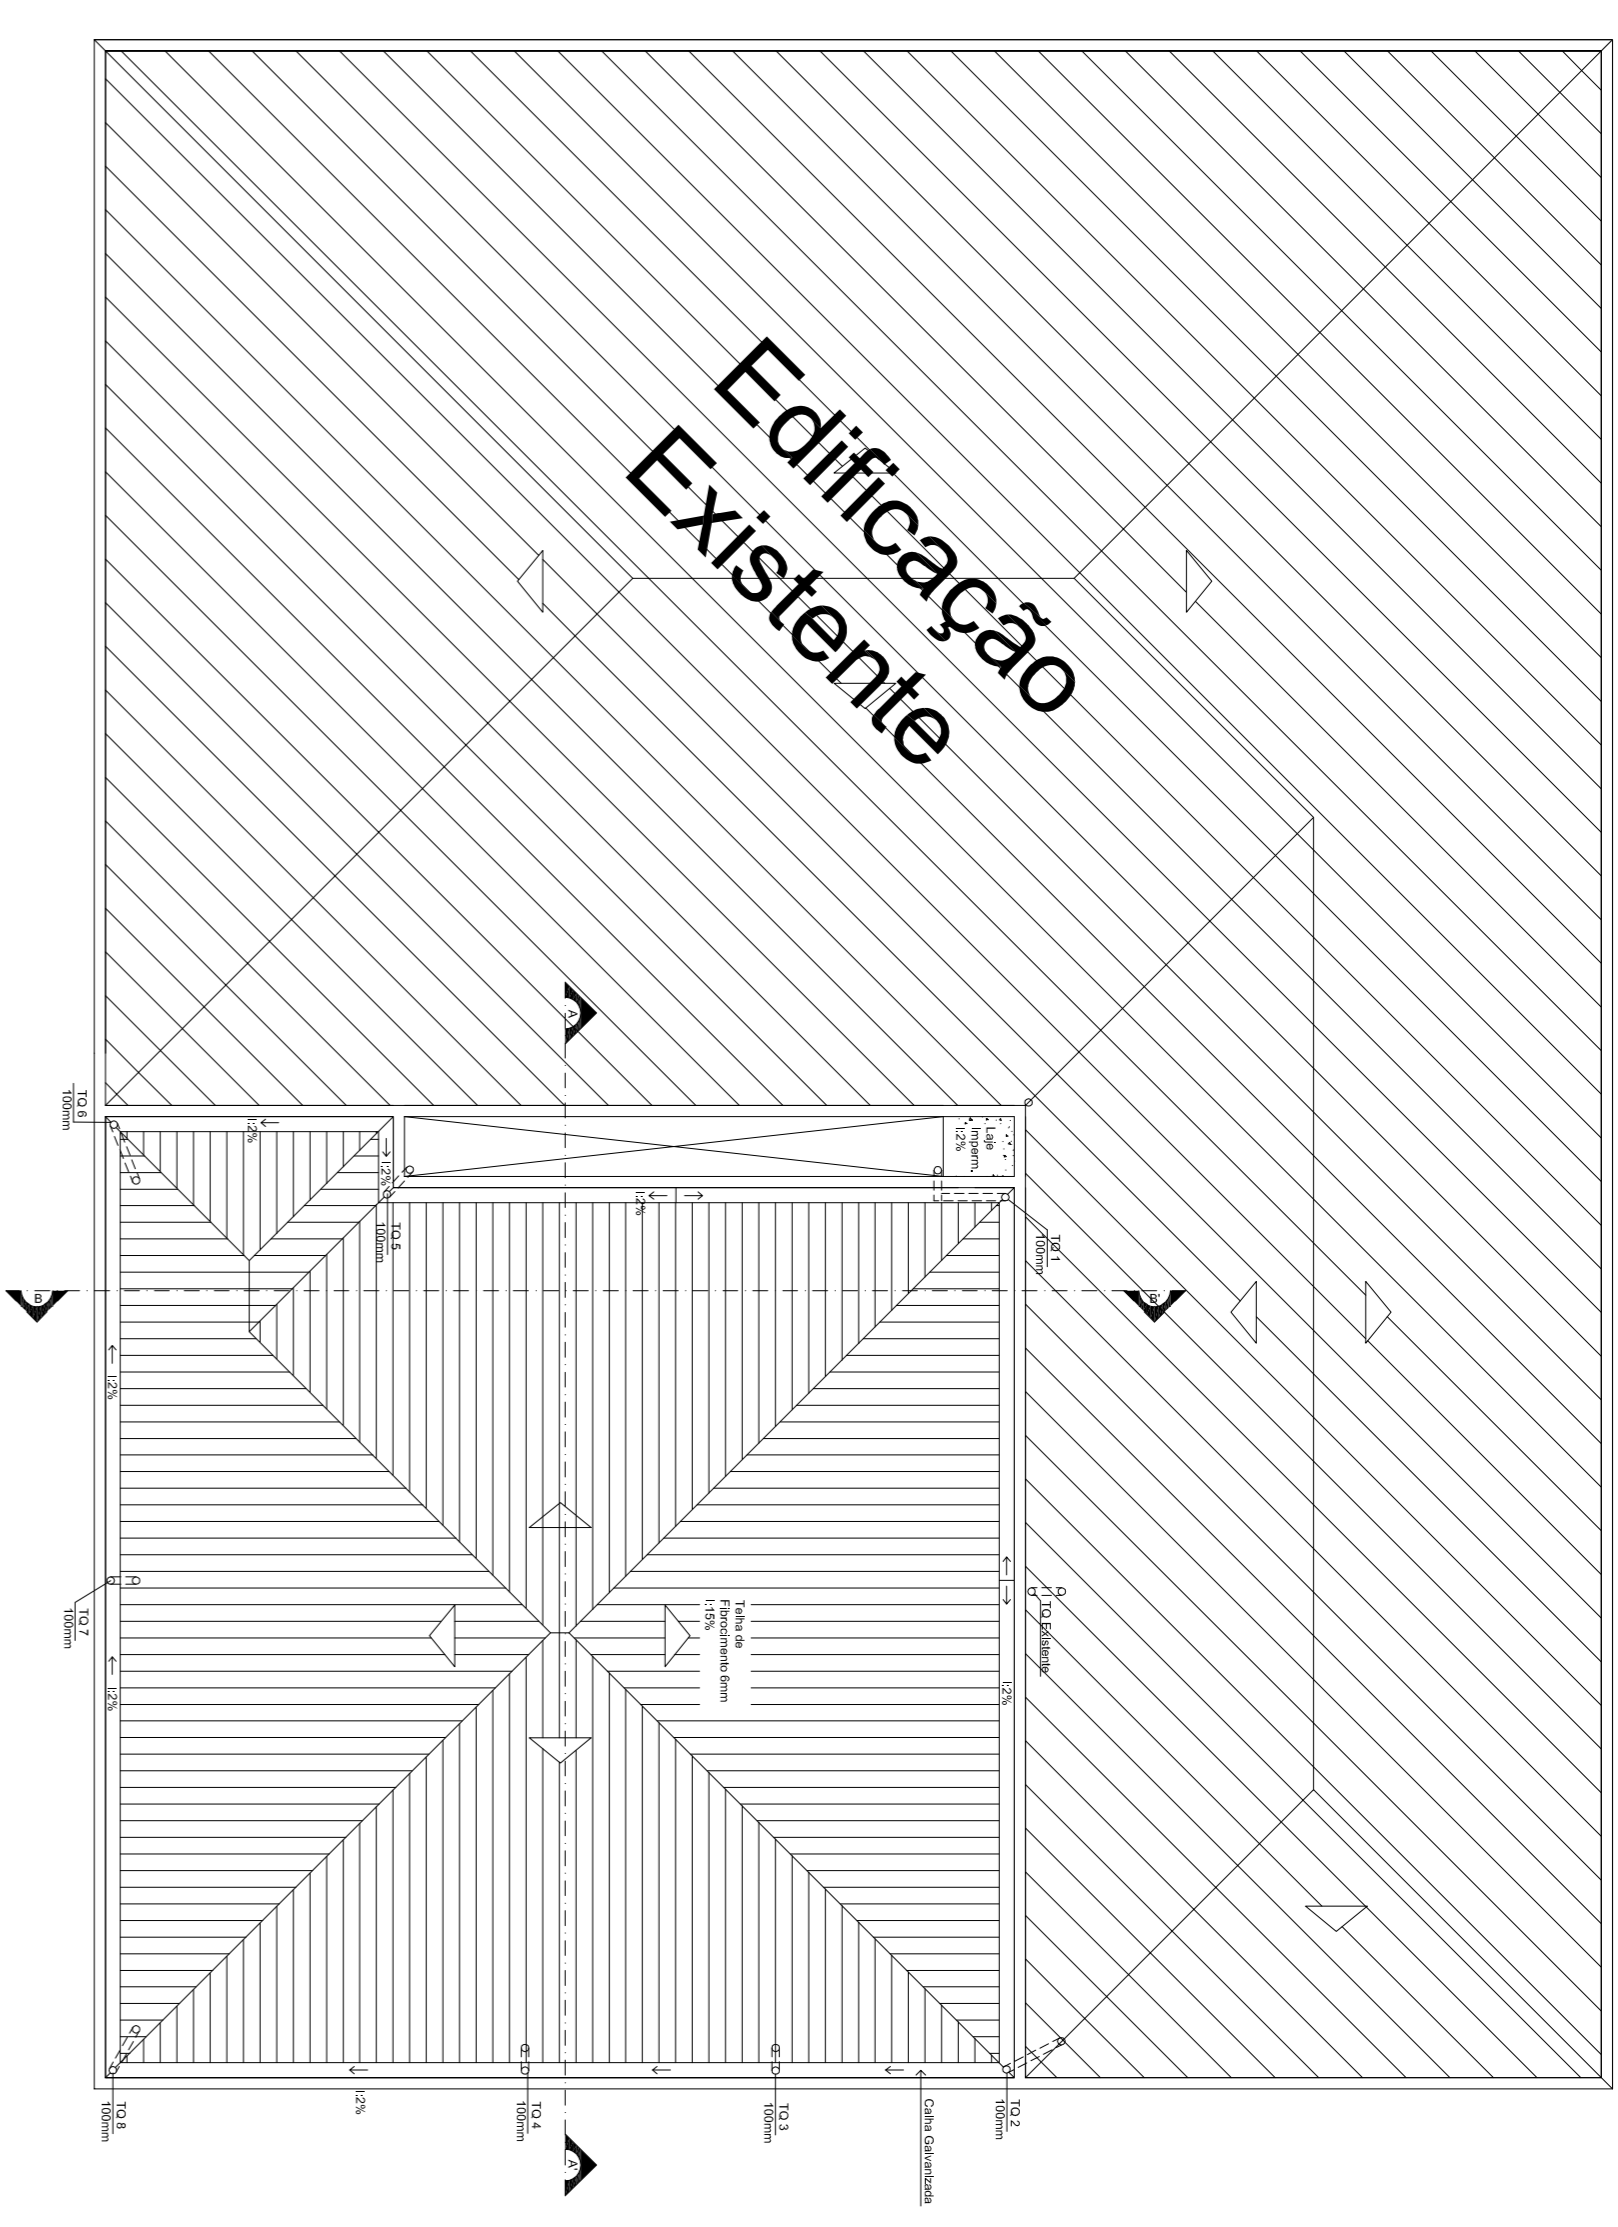 Edificação
Existente
A
Laje
Imperm.
I:2%
TQ 6
100mm
I:2%
I:2%
TQ 5
100mm
I:2%
TQ 1
100mm
B
B'
I:2%
Telha de
Fibrocimento 6mm
I:15%
TQ Existente
TQ 7
100mm
I:2%
I:2%
I:2%
TQ 8
100mm
TQ 4
100mm
TQ 3
100mm
Calha Galvanizada
TQ 2
100mm
A'